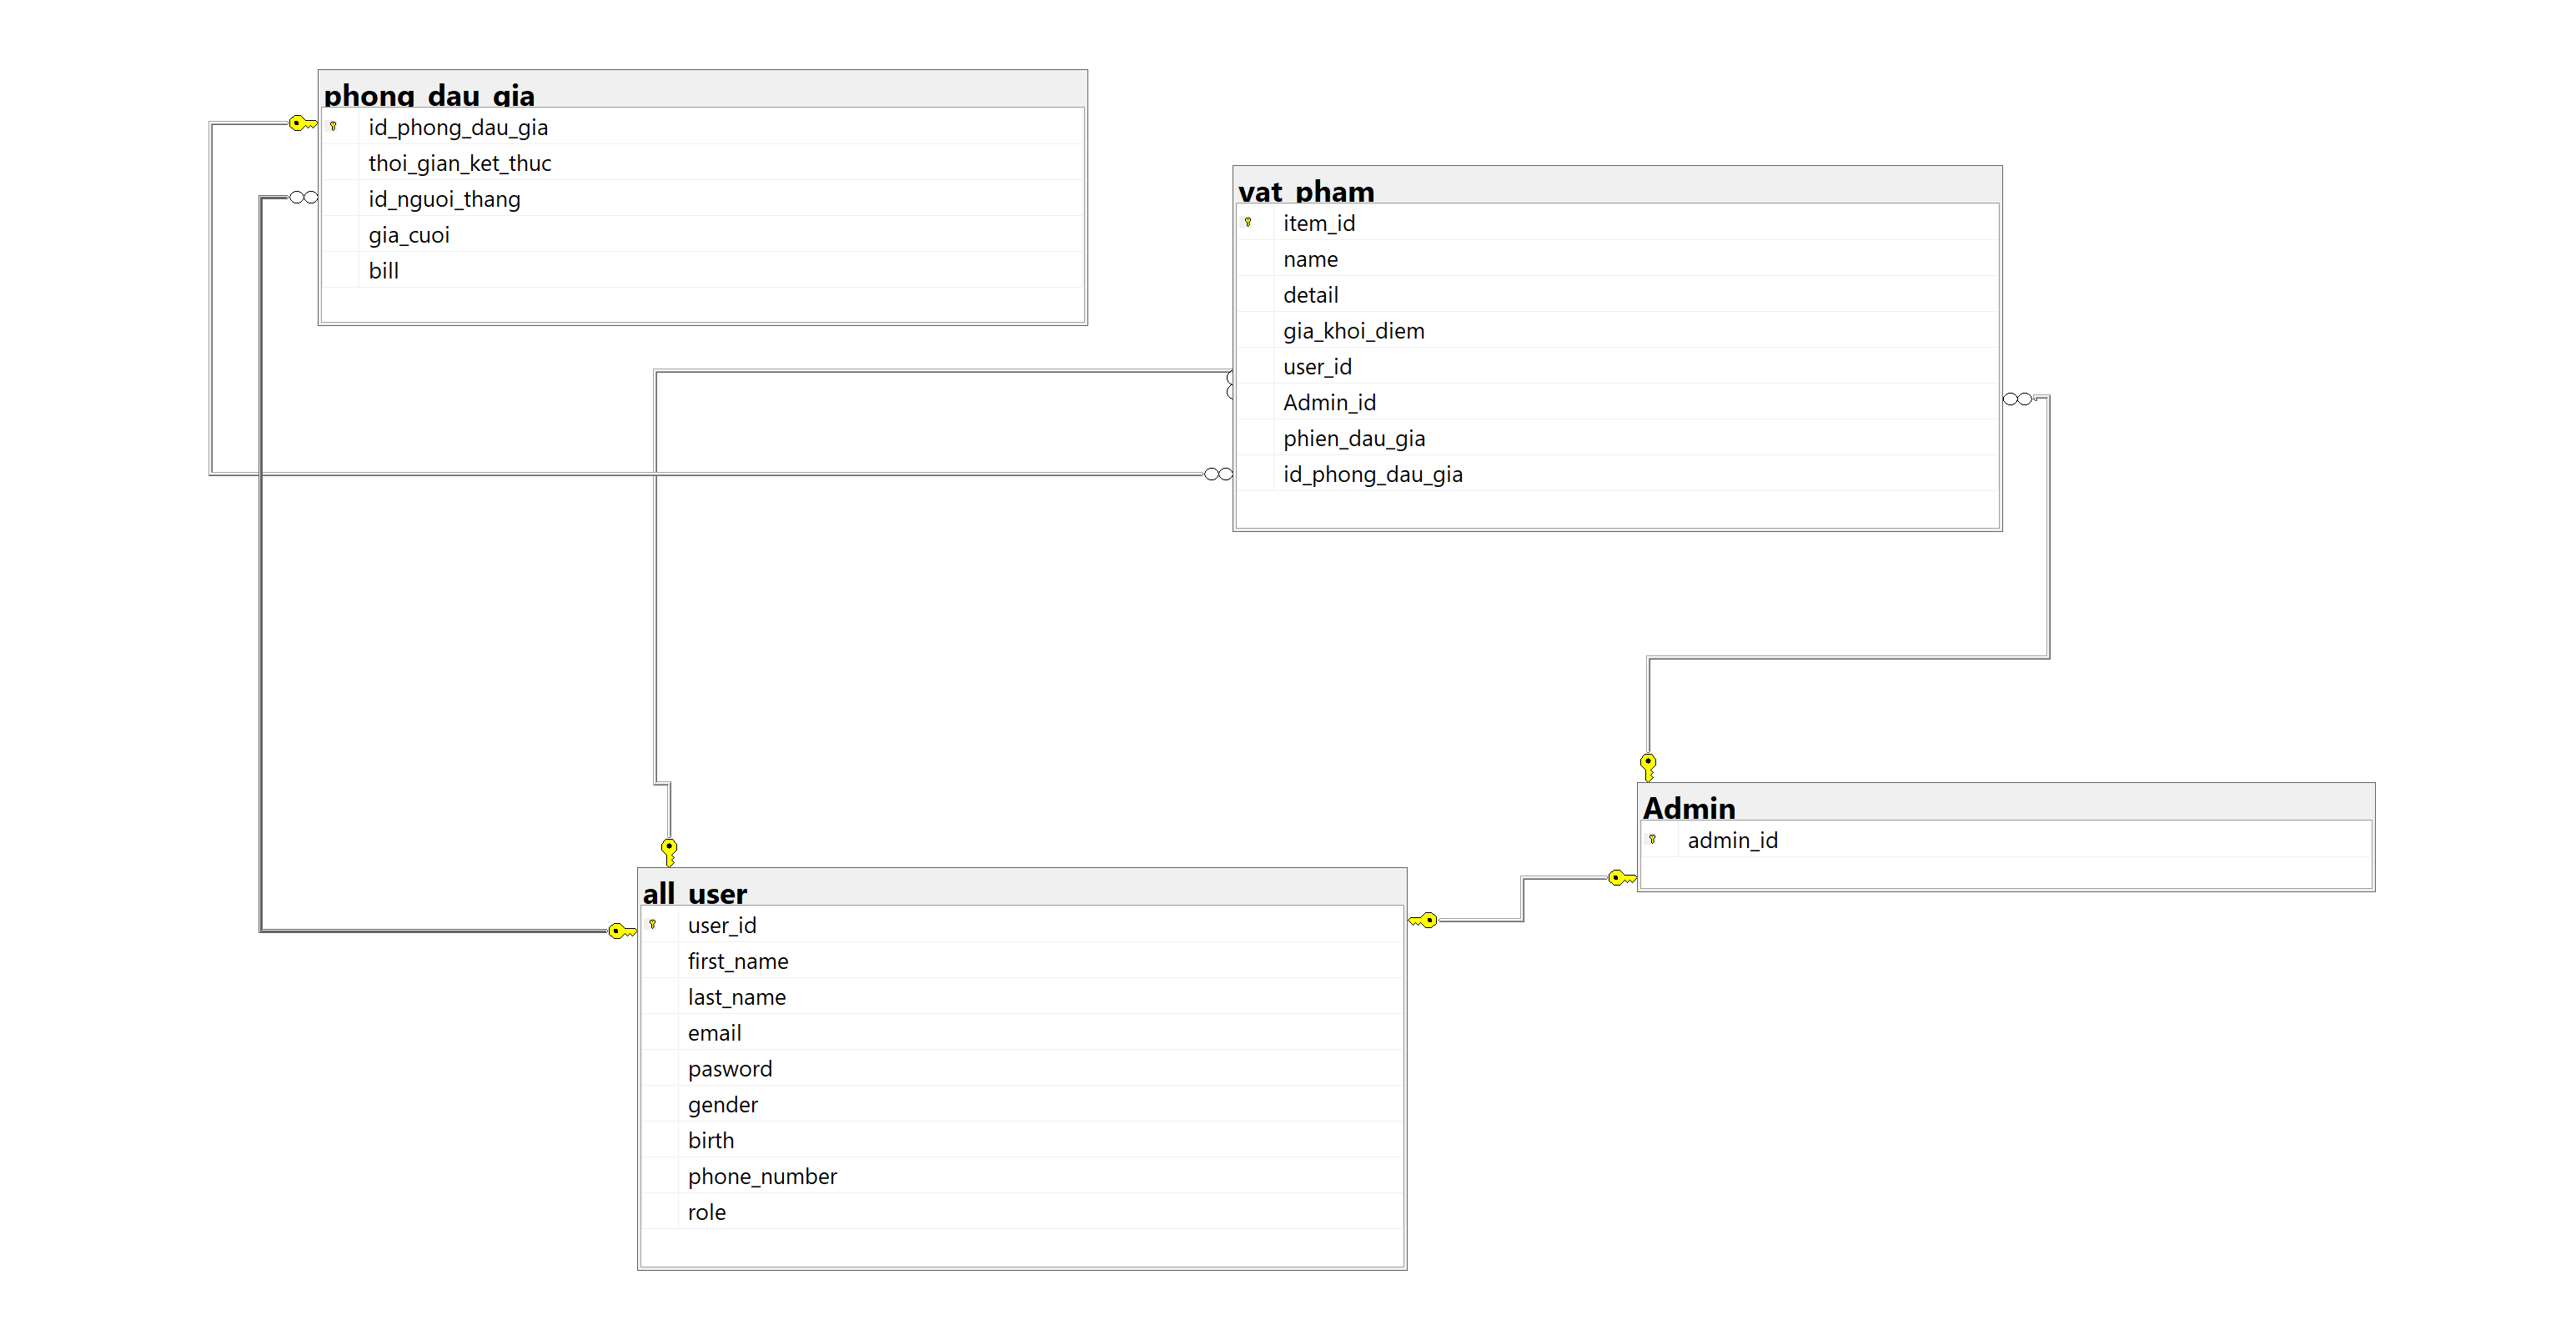 phong_dau_gia
id_phong_dau_gia
thoi_gian_ket_thuc
id_nguoi_thang
gia_cuoi
bill
vat_pham
item_id
name
detail
gia_khoi_diem
user_id
Admin_id
phien_dau_gia
id_phong_dau_gia
Admin
admin_id
all_user
user_id
first_name
last_name
email
pasword
gender
birth
phone_number
role